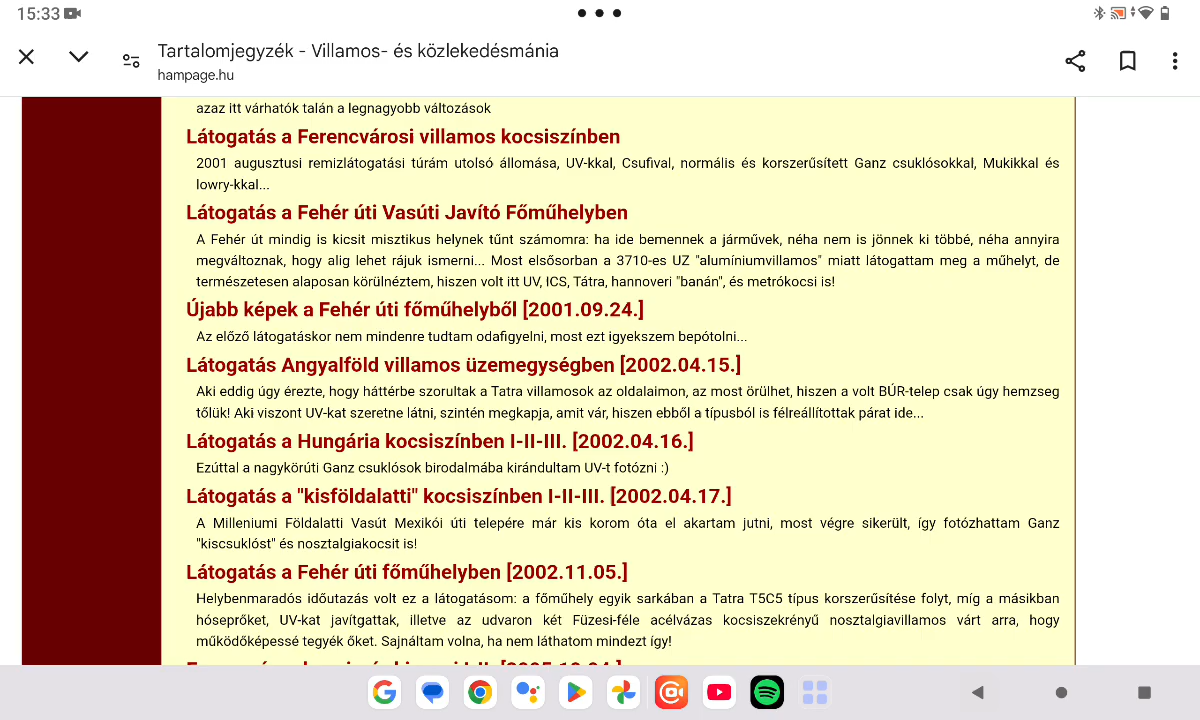 15:33
Tartalomjegyzék - Villamos- és közlekedésmánia
hampage.hu
azaz itt várhatók talán a legnagyobb változások
Látogatás a Ferencvárosi villamos kocsiszínben
2001 augusztusi remizlátogatási túrám utolsó állomása, UV-kkal, Csufival, normális és korszerűsített Ganz csuklósokkal, Mukikkal és
lowry-kkal...
Látogatás a Fehér úti Vasúti Javító Főműhelyben
A Fehér út mindig is kicsit misztikus helynek tűnt számomra: ha ide bemennek a járművek, néha nem is jönnek ki többé, néha annyira
megváltoznak, hogy alig lehet rájuk ismerni... Most elsősorban a 3710-es UZ "alumíniumvillamos" miatt látogattam meg a műhelyt, de
természetesen alaposan körülnéztem, hiszen volt itt UV, ICS, Tátra, hannoveri "banán", és metrókocsi is!
Újabb képek a Fehér úti főműhelyből [2001.09.24.]
Az előző látogatáskor nem mindenre tudtam odafigyelni, most ezt igyekszem bepótolni...
Látogatás Angyalföld villamos üzemegységben [2002.04.15.]
Aki eddig úgy érezte, hogy háttérbe szorultak a Tatra villamosok az oldalaimon, az most örülhet, hiszen a volt BÚR-telep csak úgy hemzseg
tőlük! Aki viszont UV-kat szeretne látni, szintén megkapja, amit vár, hiszen ebből a típusból is félreállítottak párat ide...
Látogatás a Hungária kocsiszínben I-II-III. [2002.04.16.]
Ezúttal a nagykörúti Ganz csuklósok birodalmába kirándultam UV-t fotózni :)
Látogatás a "kisföldalatti" kocsiszínben I-II-III. [2002.04.17.]
A Milleniumi Földalatti Vasút Mexikói úti telepére már kis korom óta el akartam jutni, most végre sikerült, így fotózhattam Ganz
"kiscsuklóst" és nosztalgiakocsit is!
Látogatás a Fehér úti főműhelyben [2002.11.05.]
Helybenmaradós időutazás volt ez a látogatásom: a főműhely egyik sarkában a Tatra T5C5 típus korszerűsítése folyt, míg a másikban
hóseprőket, UV-kat javítgattak, illetve az udvaron két Füzesi-féle acélvázas kocsiszekrényű nosztalgiavillamos várt arra, hogy
működőképessé tegyék őket. Sajnáltam volna, ha nem láthatom mindezt így!